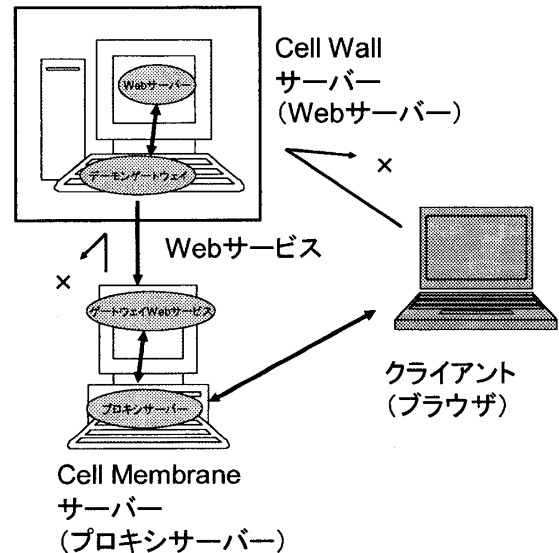 Cell Wall
サーバー
(Webサーバー)
Webサーバー
デーモンゲートウェイ
×
Webサービス
×
ゲートウェイWebサービス
プロキシサーバー
クライアント
(ブラウザ)
Cell Membrane
サーバー
(プロキシサーバー)